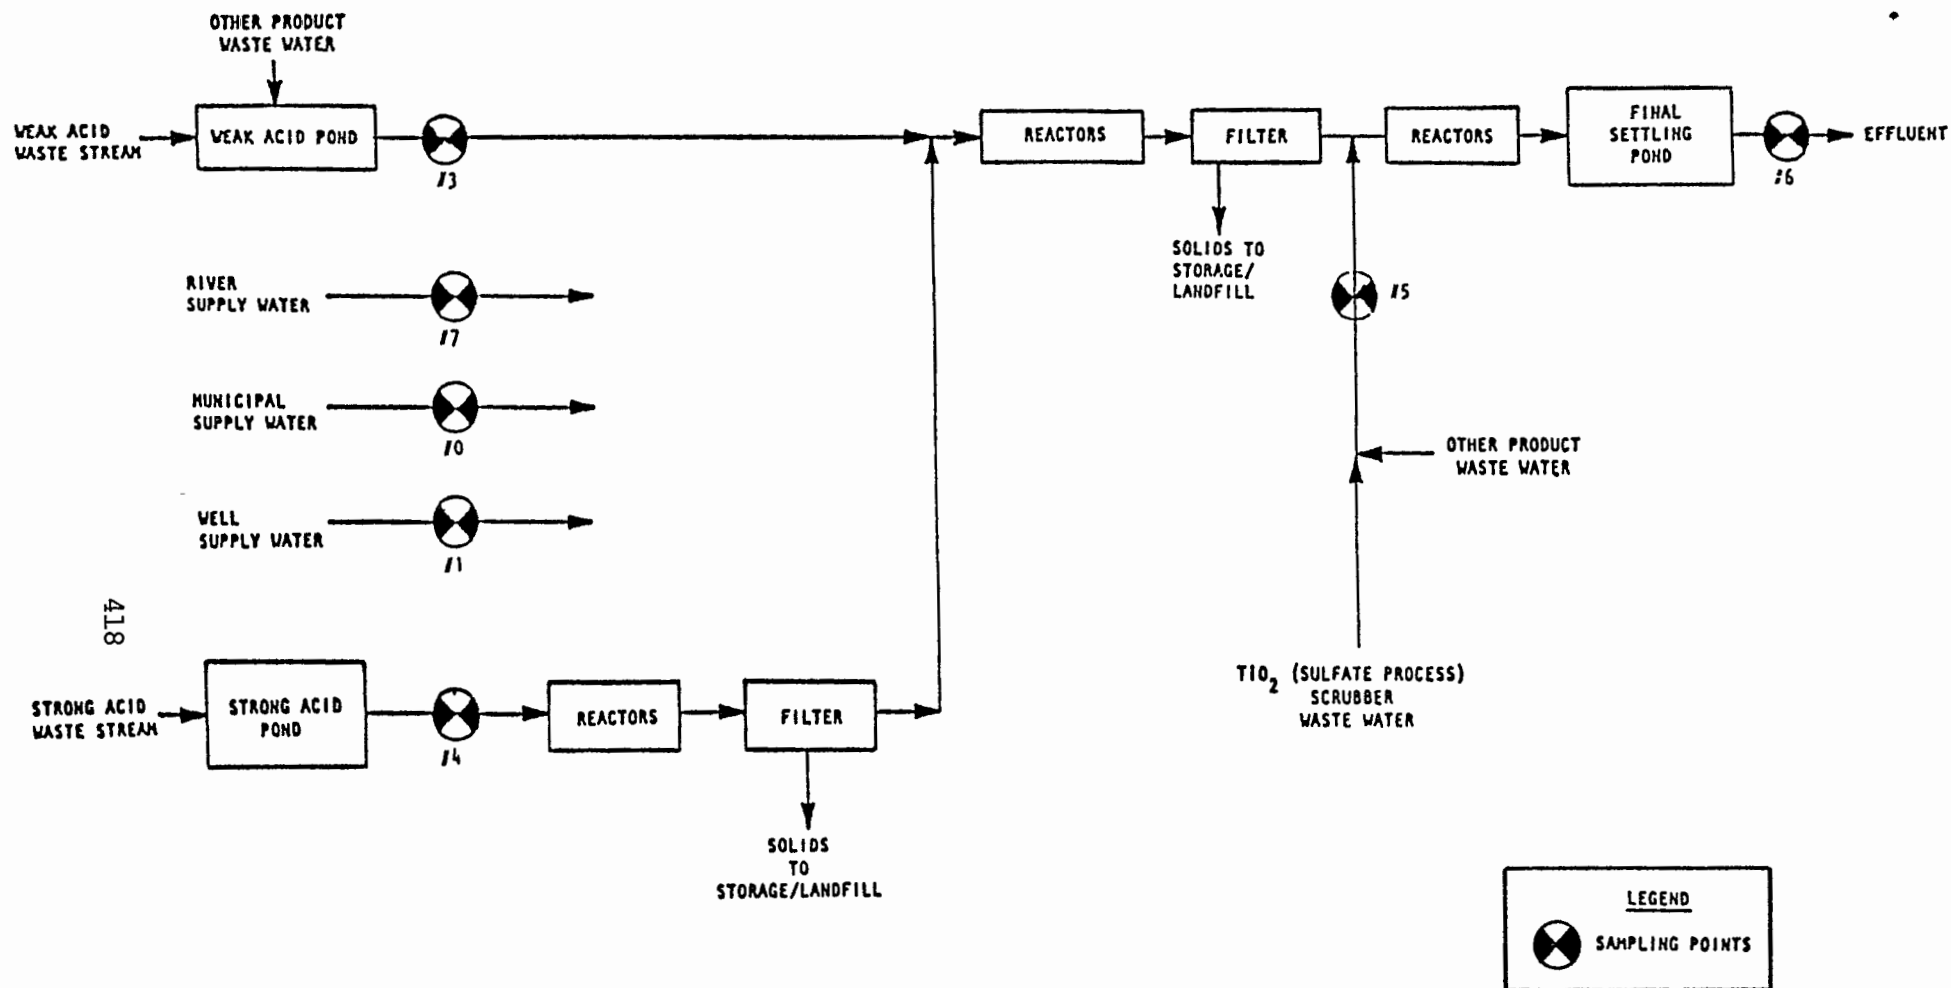 OTHER PRODUCT
WASTE WATER
WEAK ACID
WASTE STREAM
WEAK ACID POND
#3
REACTORS
FILTER
REACTORS
FINAL
SETTLING
POND
#6
EFFLUENT
SOLIDS TO
STORAGE/
LANDFILL
#5
RIVER
SUPPLY WATER
#7
MUNICIPAL
SUPPLY WATER
#0
OTHER PRODUCT
WASTE WATER
WELL
SUPPLY WATER
#1
418
STRONG ACID
WASTE STREAM
STRONG ACID
POND
#4
REACTORS
FILTER
SOLIDS
TO
STORAGE/LANDFILL
TIO2 (SULFATE PROCESS)
SCRUBBER
WASTE WATER
LEGEND
SAMPLING POINTS